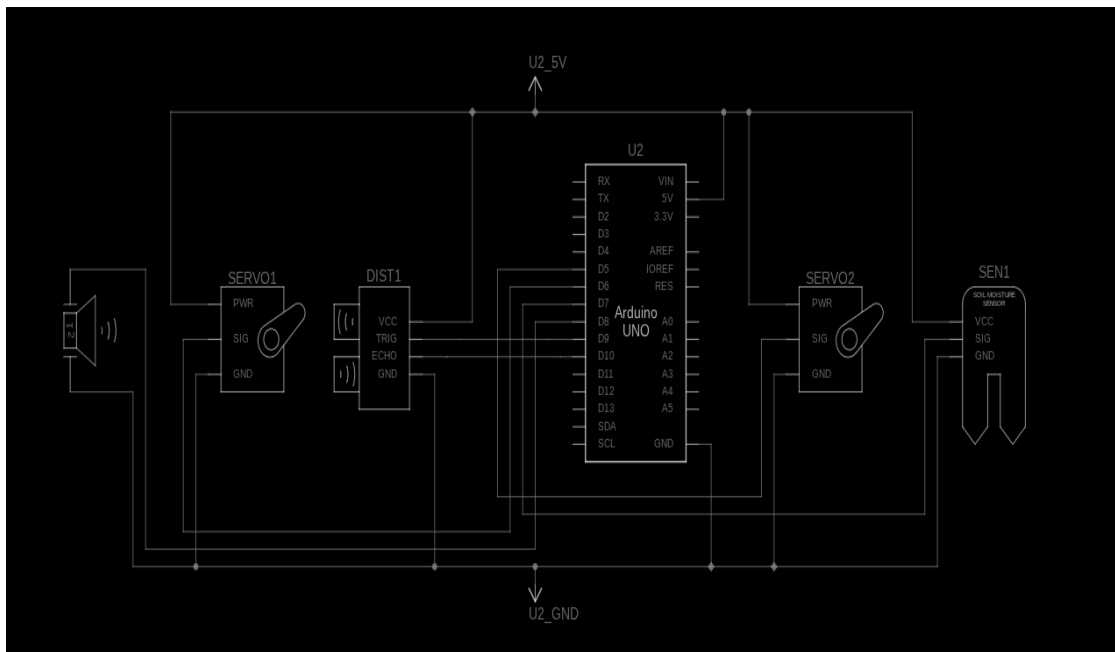 U2_5V
U2
RX
TX
D2
D3
D4
D5
D6
D7
D8
D9
D10
D11
D12
D13
SDA
SCL
VIN
5V
3.3V
AREF
IOREF
RES
A0
A1
A2
A3
A4
A5
GND
Arduino
UNO
SERVO1
PWR
SIG
GND
DIST1
VCC
TRIG
ECHO
GND
SERVO2
PWR
SIG
GND
SEN1
SOIL MOISTURE
SENSOR
VCC
SIG
GND
1
2
U2_GND